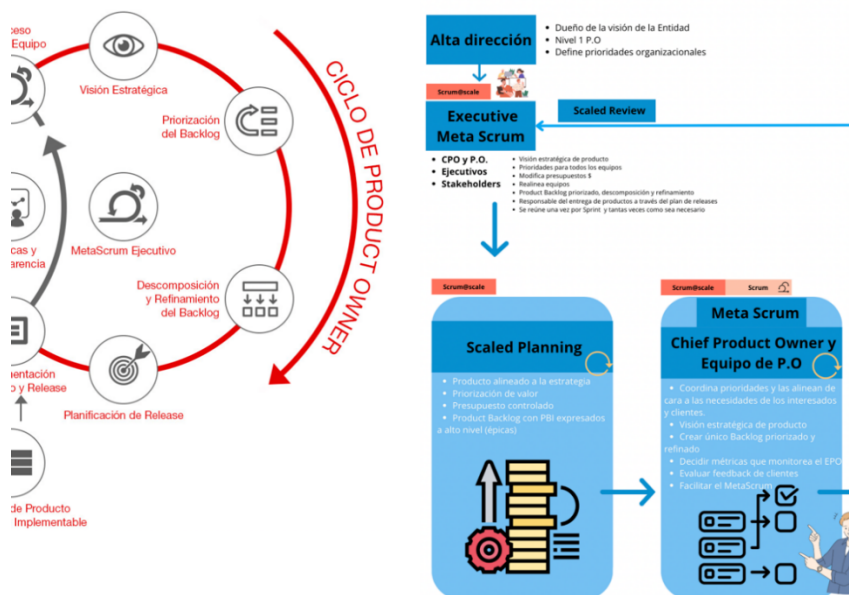 ceso
Equipo
Visión Estratégica
Priorización
del Backlog
CICLO DE PRODUCT OWNER
MetaScrum Ejecutivo
cas y
arencia
Descomposición
y Refinamiento
del Backlog
mentación
o y Release
Planificación de Release
de Producto
Implementable
Alta dirección
• Dueño de la visión de la Entidad
• Nivel 1 P.O
• Define prioridades organizacionales
Scrum@scale
Executive
Meta Scrum
Scaled Review
• CPO y P.O.
• Ejecutivos
• Stakeholders
• Visión estratégica de producto
• Prioridades para todos los equipos
• Modifica presupuestos $
• Realinea equipos
• Product Backlog priorizado, descomposición y refinamiento
• Responsable del entrega de productos a través del plan de releases
• Se reúne una vez por Sprint y tantas veces como sea necesario
Scrum@scale
Scaled Planning
• Producto alineado a la estrategia
• Priorización de valor
• Presupuesto controlado
• Product Backlog con PBI expresados
a alto nivel (épicas)
Scrum@scale
Scrum
Meta Scrum
Chief Product Owner y
Equipo de P.O
• Coordina prioridades y las alinean de
cara a las necesidades de los interesados
y clientes.
• Visión estratégica de producto
• Crear único Backlog priorizado y
refinado
• Decidir métricas que monitorea el EPO
• Evaluar feedback de clientes
• Facilitar el MetaScrum